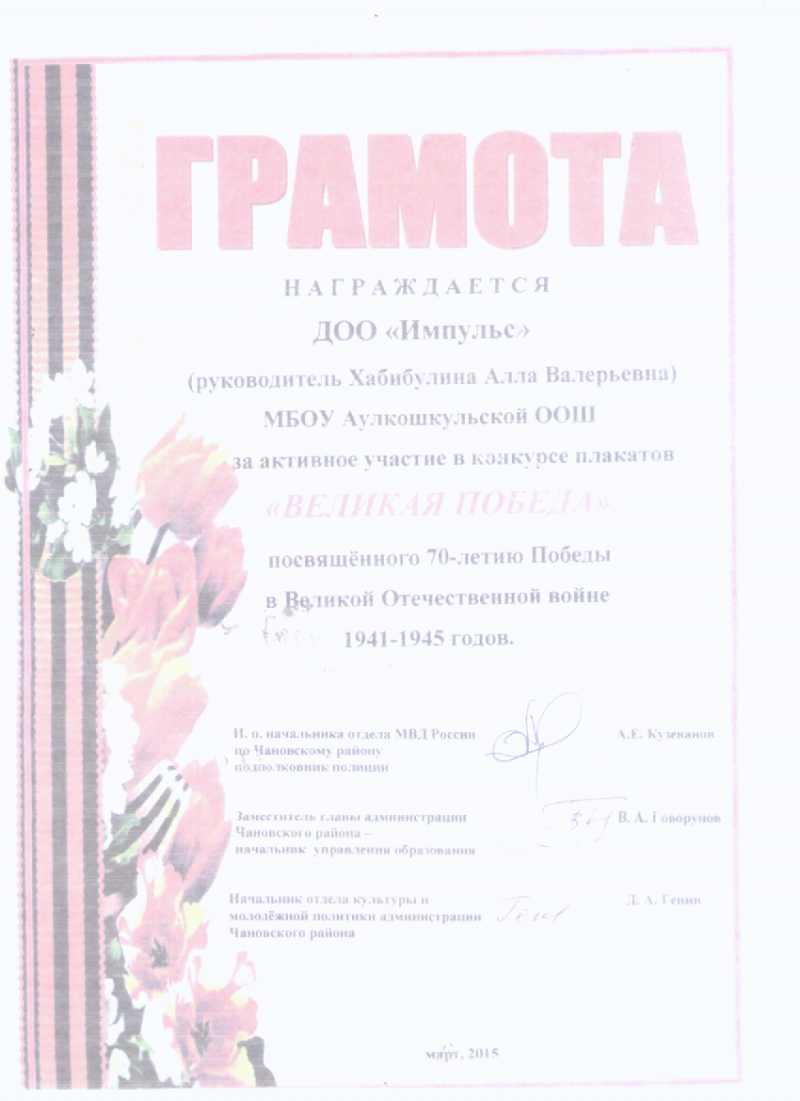 ГРАМОТА
НАГРАЖДАЕТСЯ
ДОО «Импульс»
(руководитель Хабибулина Алла Валерьевна)
МБОУ Аулкошкульской ООШ
за активное участие в конкурсе плакатов
«ВЕЛИКАЯ ПОБЕДА»,
посвящённого 70-летию Победы
в Великой Отечественной войне
1941-1945 годов.
И. о. начальника отдела МВД России
по Чановскому району
подполковник полиции
А.Е. Кузеванов
Заместитель главы администрации
Чановского района –
начальник управления образования
В. А. Говорунов
Начальник отдела культуры и
молодёжной политики администрации
Чановского района
Д. А. Генин
март, 2015